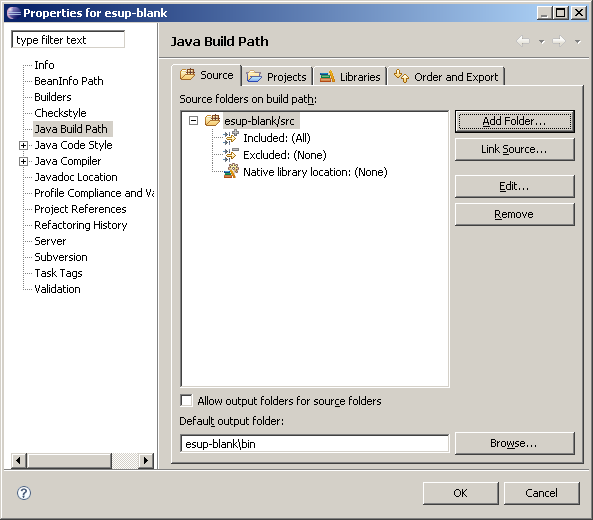 Properties for esup-blank
type filter text
Java Build Path
Info
BeanInfo Path
Builders
Checkstyle
Java Build Path
Java Code Style
Java Compiler
Javadoc Location
Profile Compliance and Va
Project References
Refactoring History
Server
Subversion
Task Tags
Validation
Source Projects Libraries Order and Export
Source folders on build path:
esup-blank/src
Included: (All)
Excluded: (None)
Native library location: (None)
Add Folder...
Link Source...
Edit...
Remove
Allow output folders for source folders
Default output folder:
esup-blank\bin
Browse...
?
OK Cancel